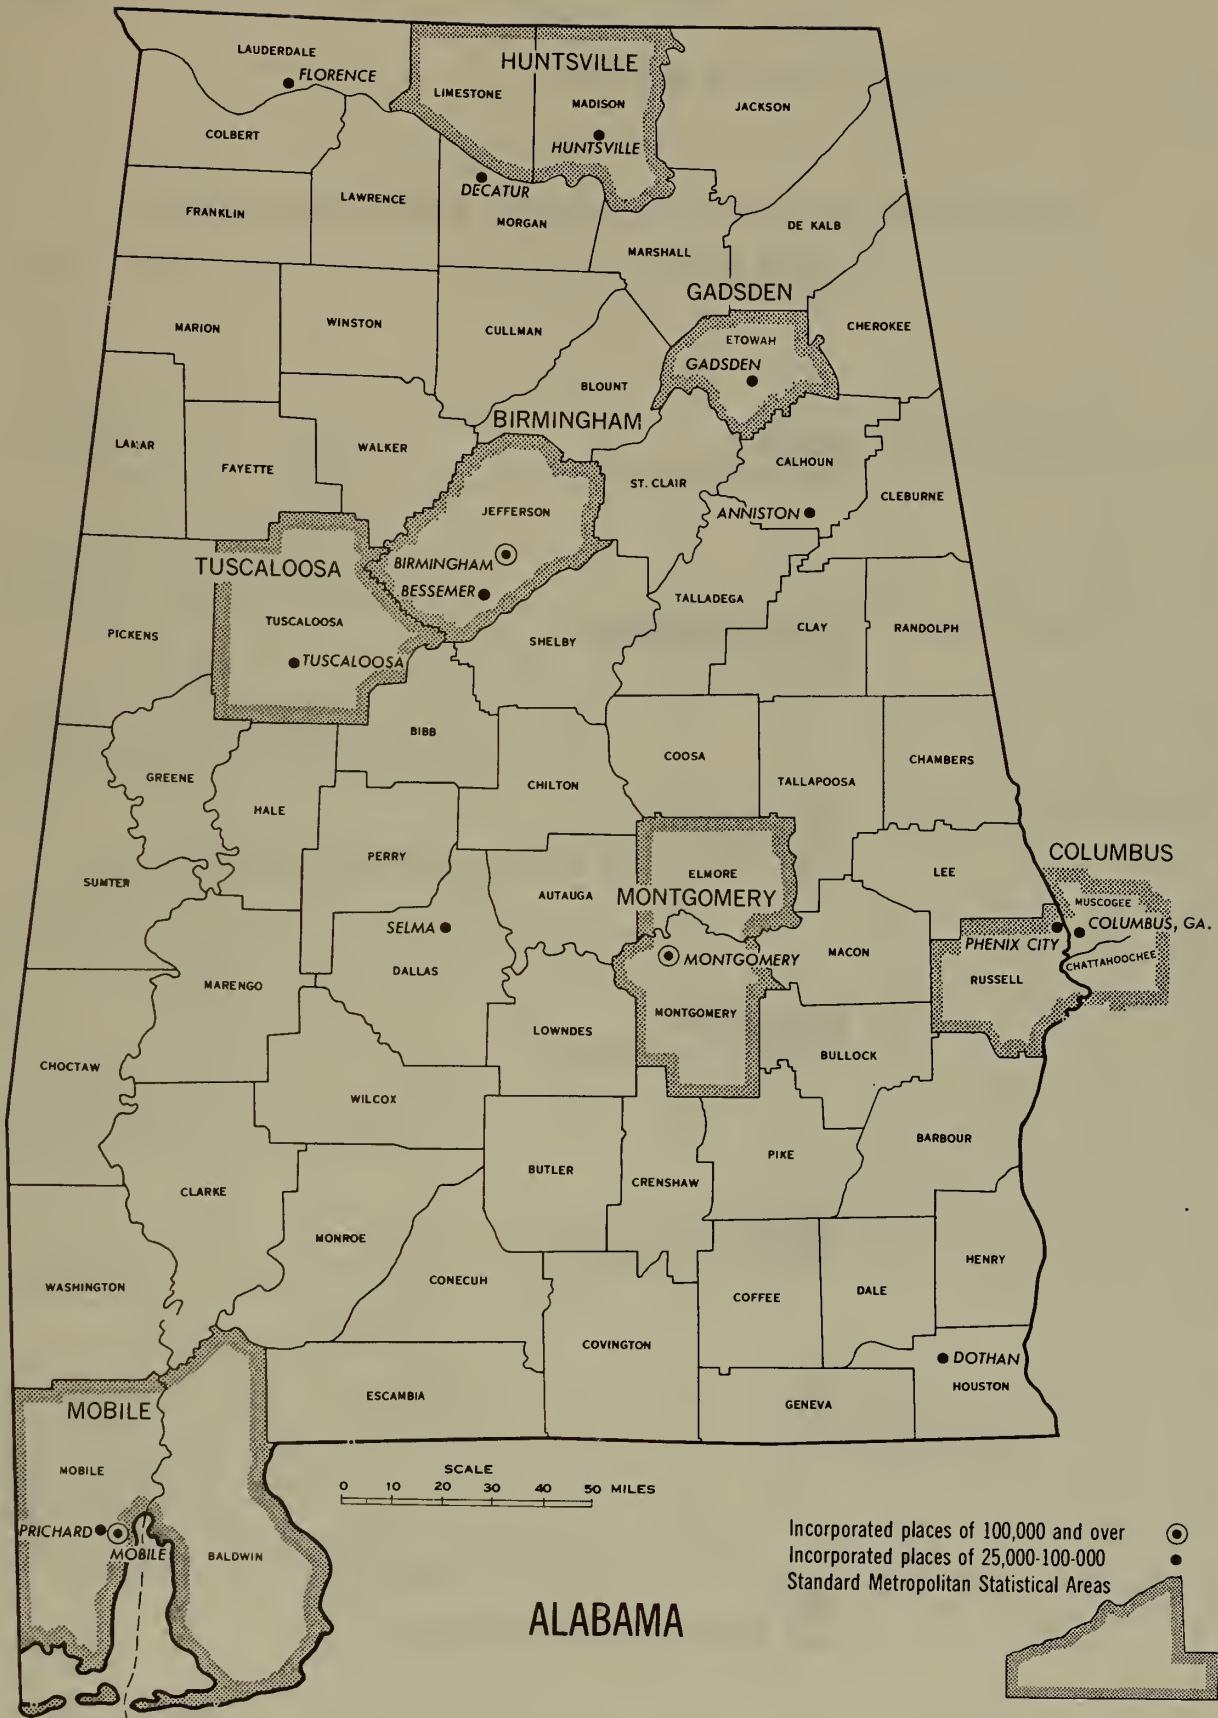 LAUDERDALE
FLORENCE
HUNTSVILLE
LIMESTONE
MADISON
HUNTSVILLE
JACKSON
COLBERT
LAWRENCE
DECATUR
FRANKLIN
MORGAN
DE KALB
MARSHALL
GADSDEN
MARION
WINSTON
CULLMAN
ETOWAH
CHEROKEE
GADSDEN
BLOUNT
BIRMINGHAM
LAMAR
FAYETTE
WALKER
ST. CLAIR
CALHOUN
CLEBURNE
JEFFERSON
ANNISTON
TUSCALOOSA
BIRMINGHAM
BESSEMER
TALLADEGA
PICKENS
TUSCALOOSA
TUSCALOOSA
SHELBY
CLAY
RANDOLPH
BIBB
GREENE
COOSA
CHAMBERS
HALE
CHILTON
TALLAPOOSA
PERRY
COLUMBUS
SUMTER
AUTAUGA
ELMORE
MONTGOMERY
LEE
MUSCOGEE
SELMA
PHENIX CITY
COLUMBUS, GA.
DALLAS
MONTGOMERY
MACON
CHATTAHOOCHEE
MARENGO
RUSSELL
LOWNDES
MONTGOMERY
CHOCTAW
BULLOCK
WILCOX
BARBOUR
CLARKE
BUTLER
CRENSHAW
PIKE
MONROE
WASHINGTON
CONECUH
COFFEE
DALE
HENRY
COVINGTON
DOTHAN
ESCAMBIA
HOUSTON
GENEVA
MOBILE
MOBILE
PRICHARD
MOBILE
BALDWIN
SCALE
0 10 20 30 40 50 MILES
Incorporated places of 100,000 and over
Incorporated places of 25,000-100-000
Standard Metropolitan Statistical Areas
ALABAMA